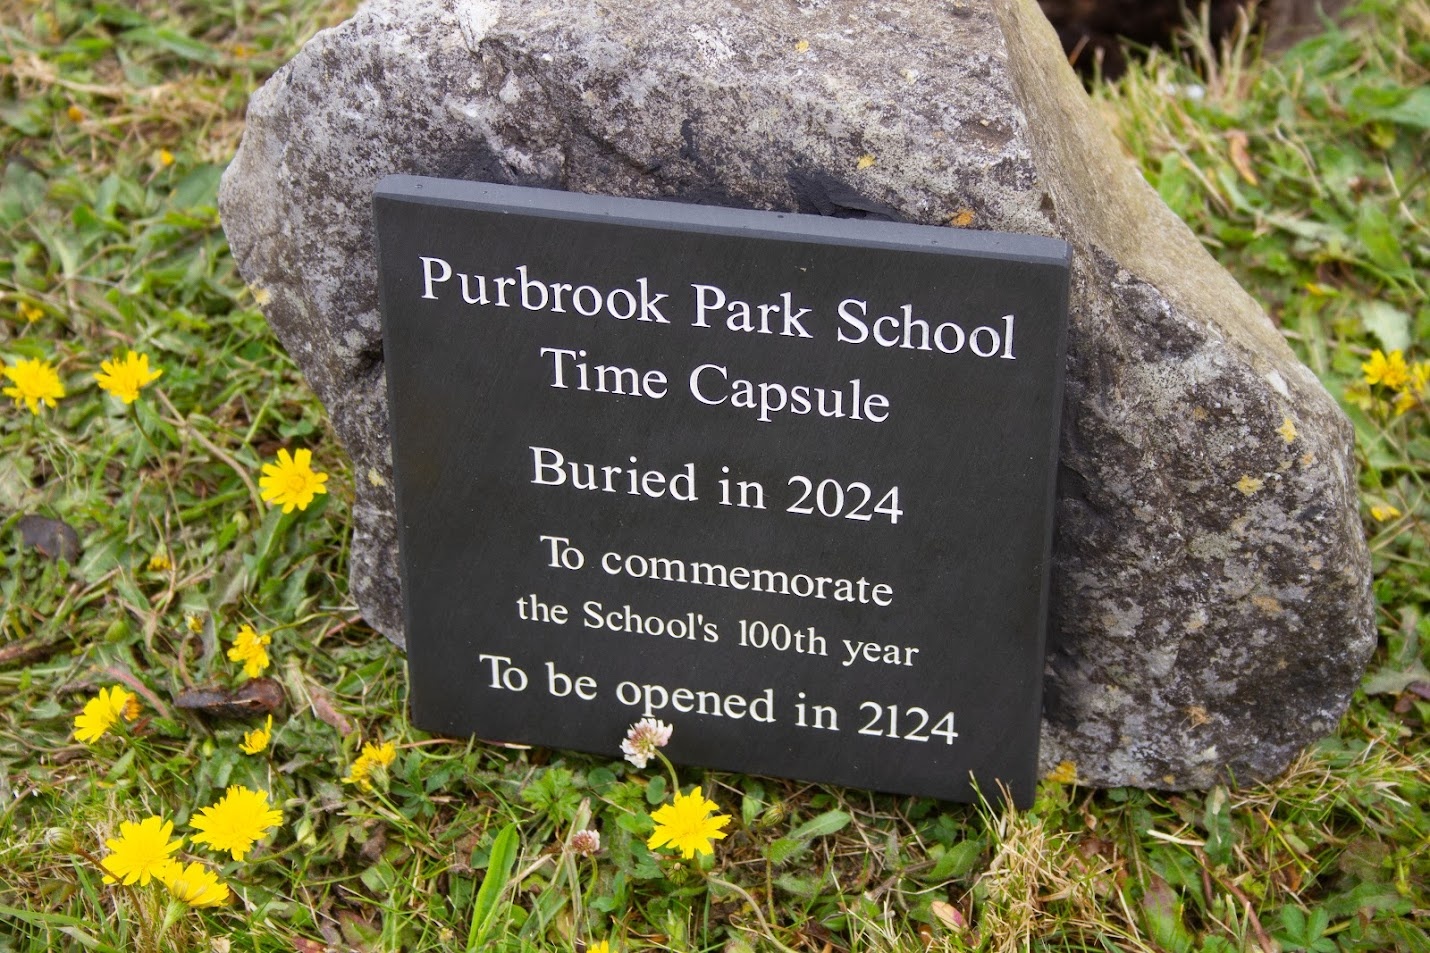 Purbrook Park School
Time Capsule
Buried in 2024
To commemorate
the School's 100th year
To be opened in 2124